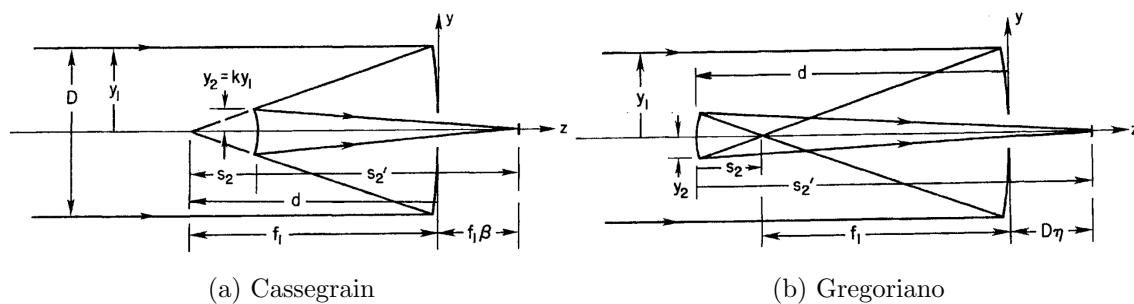 y
y₂ = ky₁
D
y₁
z
s₂
s₂'
d
f₁
f₁β
(a) Cassegrain
y
d
y₁
z
s₂
y₂
s₂'
f₁
Dη
(b) Gregoriano